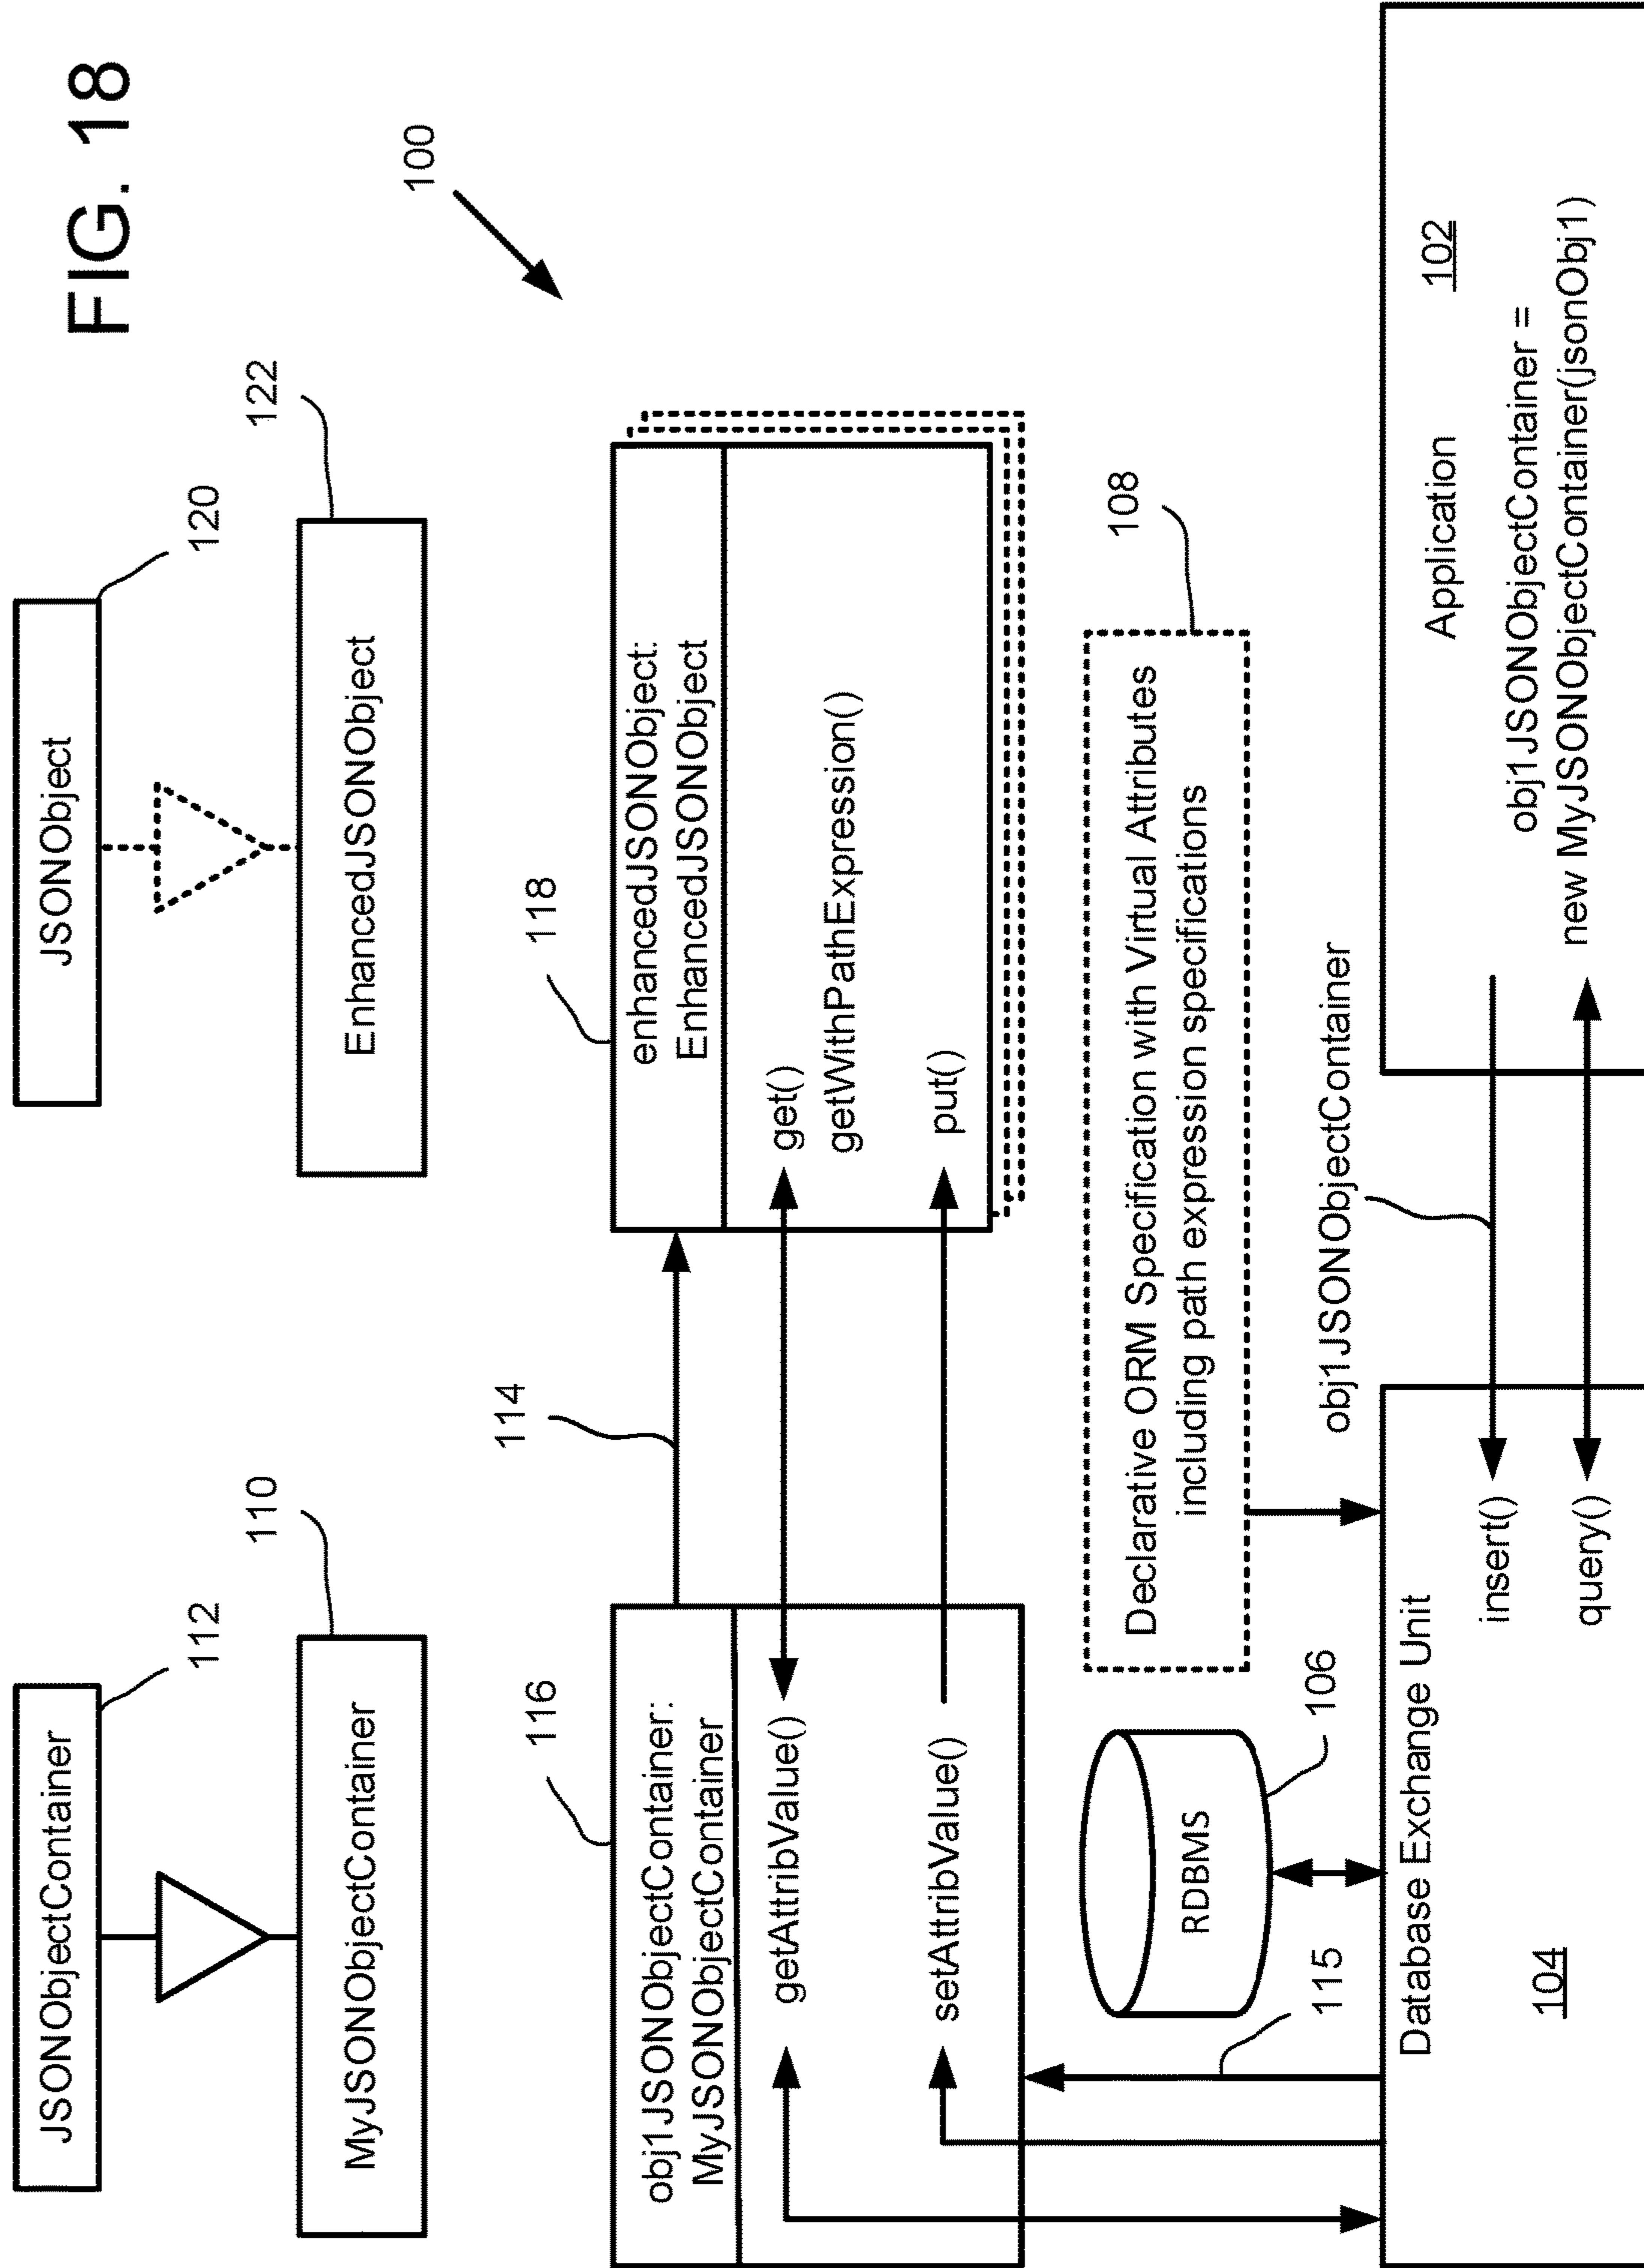 FIG. 18
JSONObjectContainer
112
MyJSONObjectContainer
110
JSONObject
120
EnhancedJSONObject
122
100
obj1JSONObjectContainer:
MyJSONObjectContainer
116
getAttribValue()
setAttribValue()
114
enhancedJSONObject:
EnhancedJSONObject
118
get()
getWithPathExpression()
put()
RDBMS
106
115
Declarative ORM Specification with Virtual Attributes
including path expression specifications
108
Database Exchange Unit
104
insert()
query()
obj1JSONObjectContainer
Application
102
obj1JSONObjectContainer =
new MyJSONObjectContainer(jsonObj1)